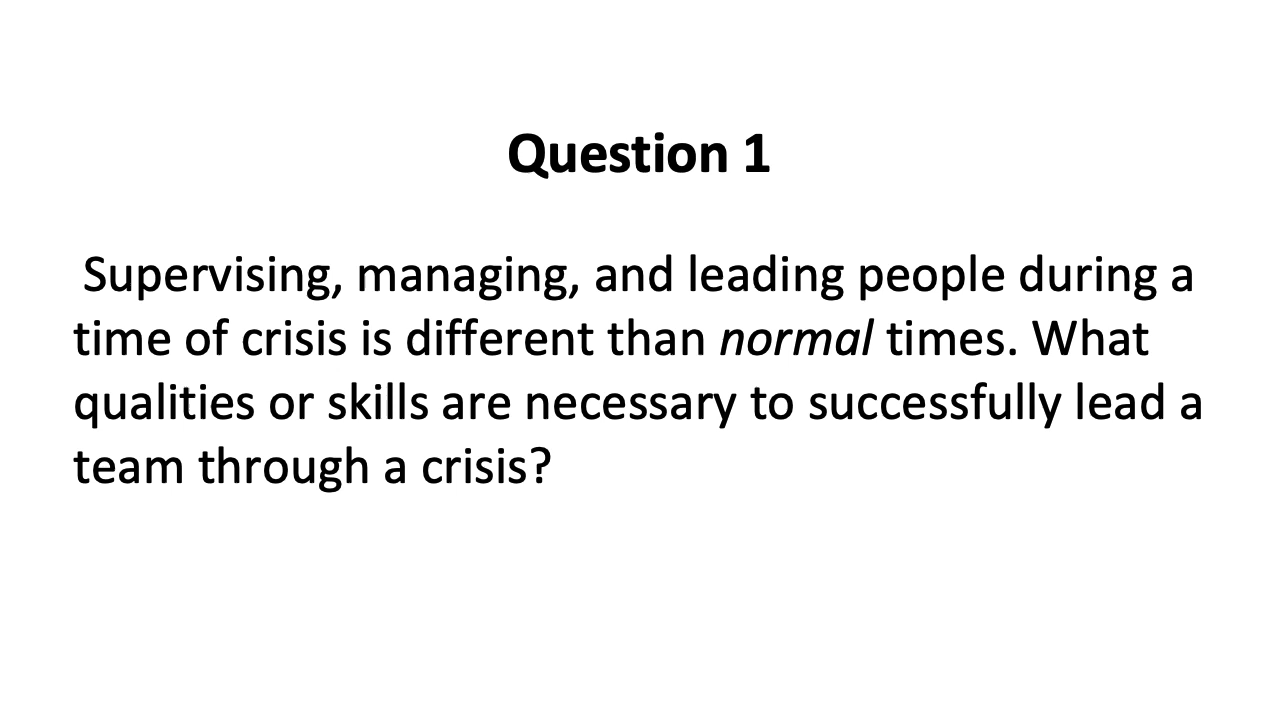 Question 1
Supervising, managing, and leading people during a
time of crisis is different than normal times. What
qualities or skills are necessary to successfully lead a
team through a crisis?